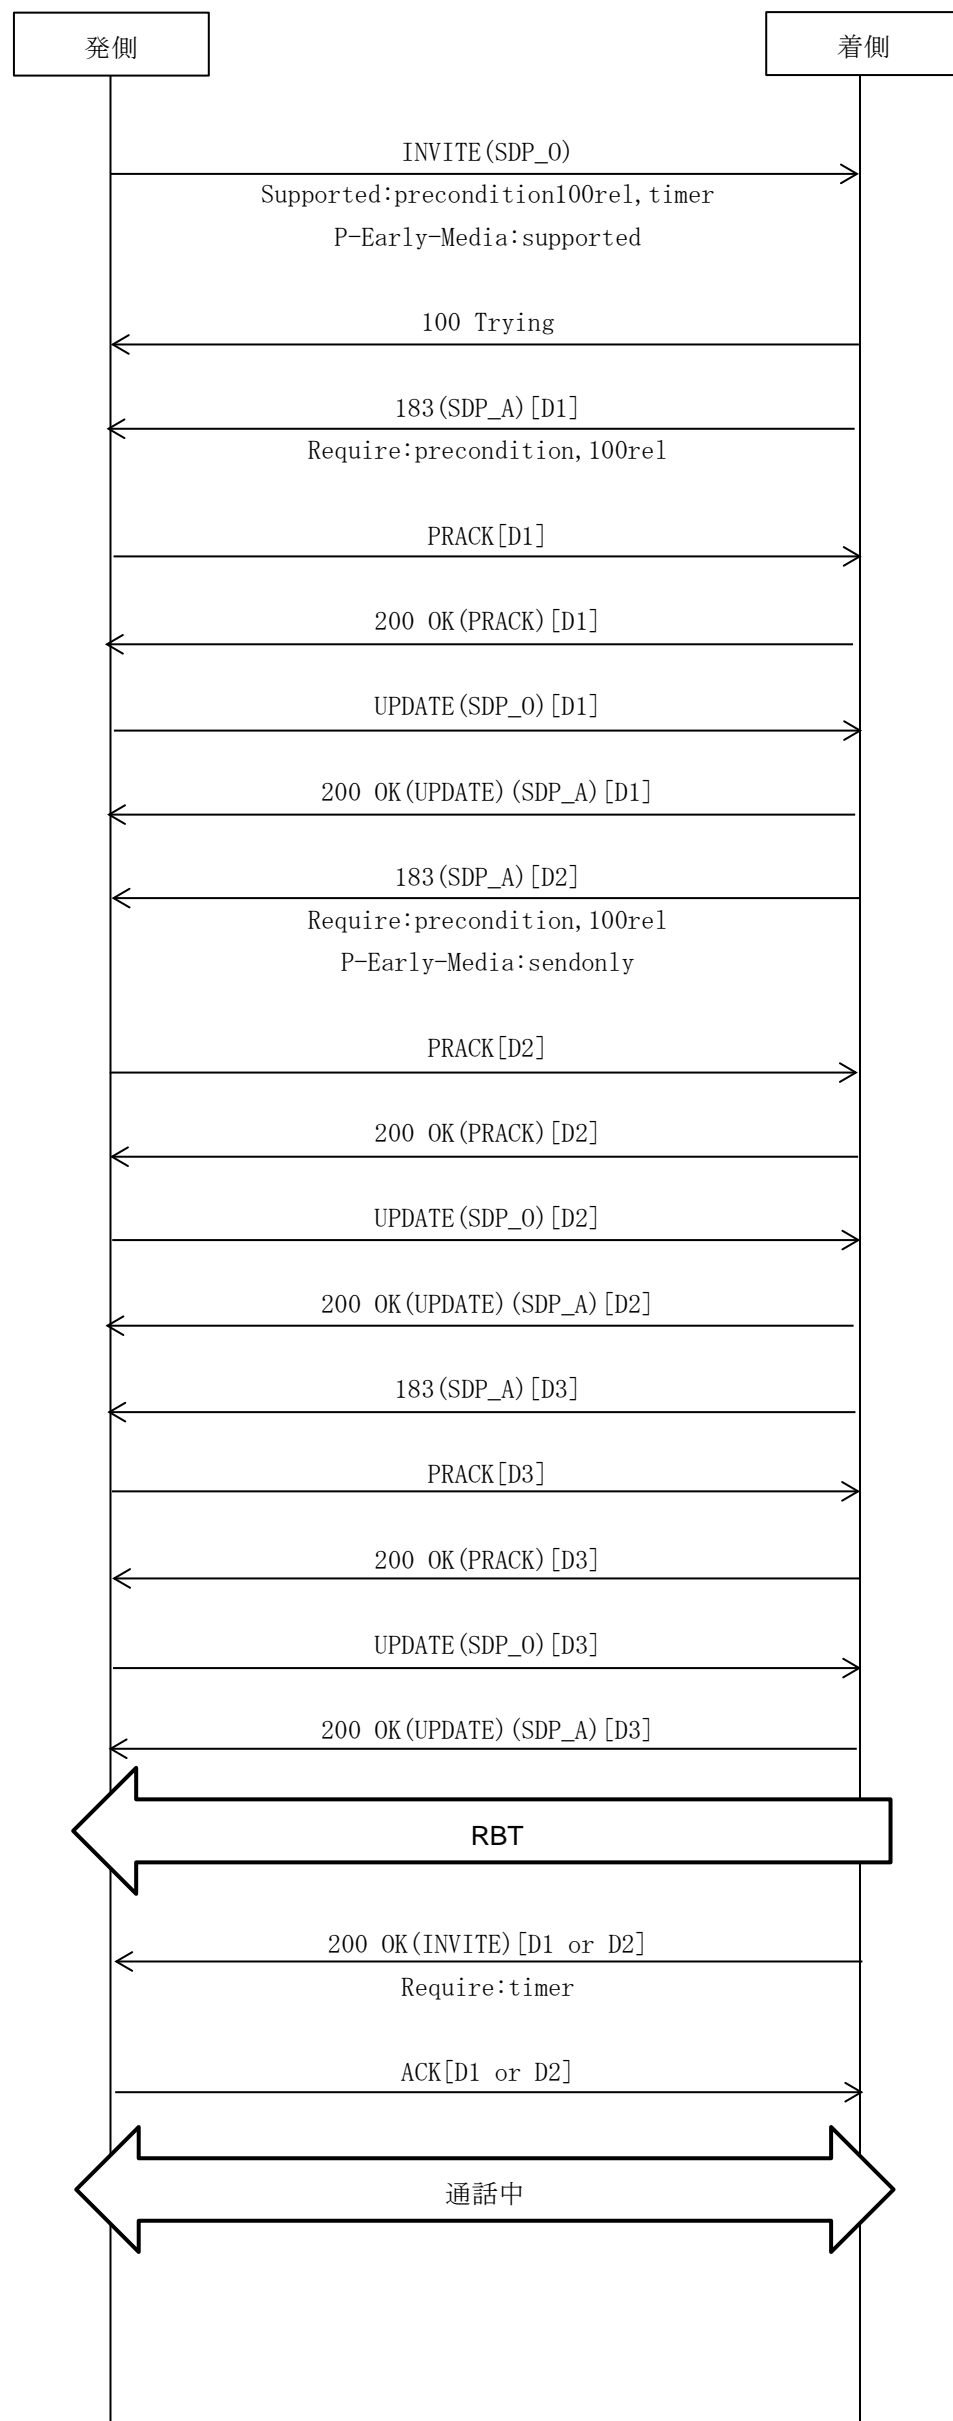 発側
着側
INVITE(SDP_O)
Supported:precondition100rel,timer
P-Early-Media:supported
100 Trying
183(SDP_A)[D1]
Require:precondition,100rel
PRACK[D1]
200 OK(PRACK)[D1]
UPDATE(SDP_O)[D1]
200 OK(UPDATE)(SDP_A)[D1]
183(SDP_A)[D2]
Require:precondition,100rel
P-Early-Media:sendonly
PRACK[D2]
200 OK(PRACK)[D2]
UPDATE(SDP_O)[D2]
200 OK(UPDATE)(SDP_A)[D2]
183(SDP_A)[D3]
PRACK[D3]
200 OK(PRACK)[D3]
UPDATE(SDP_O)[D3]
200 OK(UPDATE)(SDP_A)[D3]
RBT
200 OK(INVITE)[D1 or D2]
Require:timer
ACK[D1 or D2]
通話中